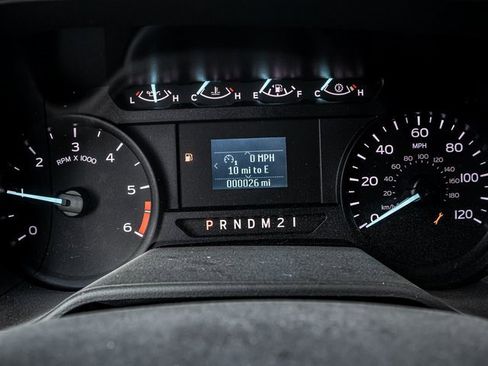 L H C H E F C H
0 MPH
10 mi to E
000026 mi
0 1 2 3 4 5 6
RPM X 1000
P R N D M 2 1
0 20 40 60 80 100 120
MPH
km/h